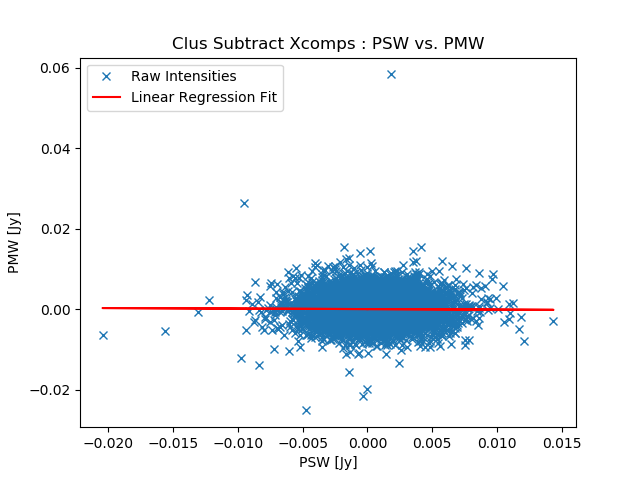 Clus Subtract Xcomps : PSW vs. PMW
Raw Intensities
Linear Regression Fit
PMW [Jy]
0.06
0.04
0.02
0.00
−0.02
−0.020 −0.015 −0.010 −0.005 0.000 0.005 0.010 0.015
PSW [Jy]